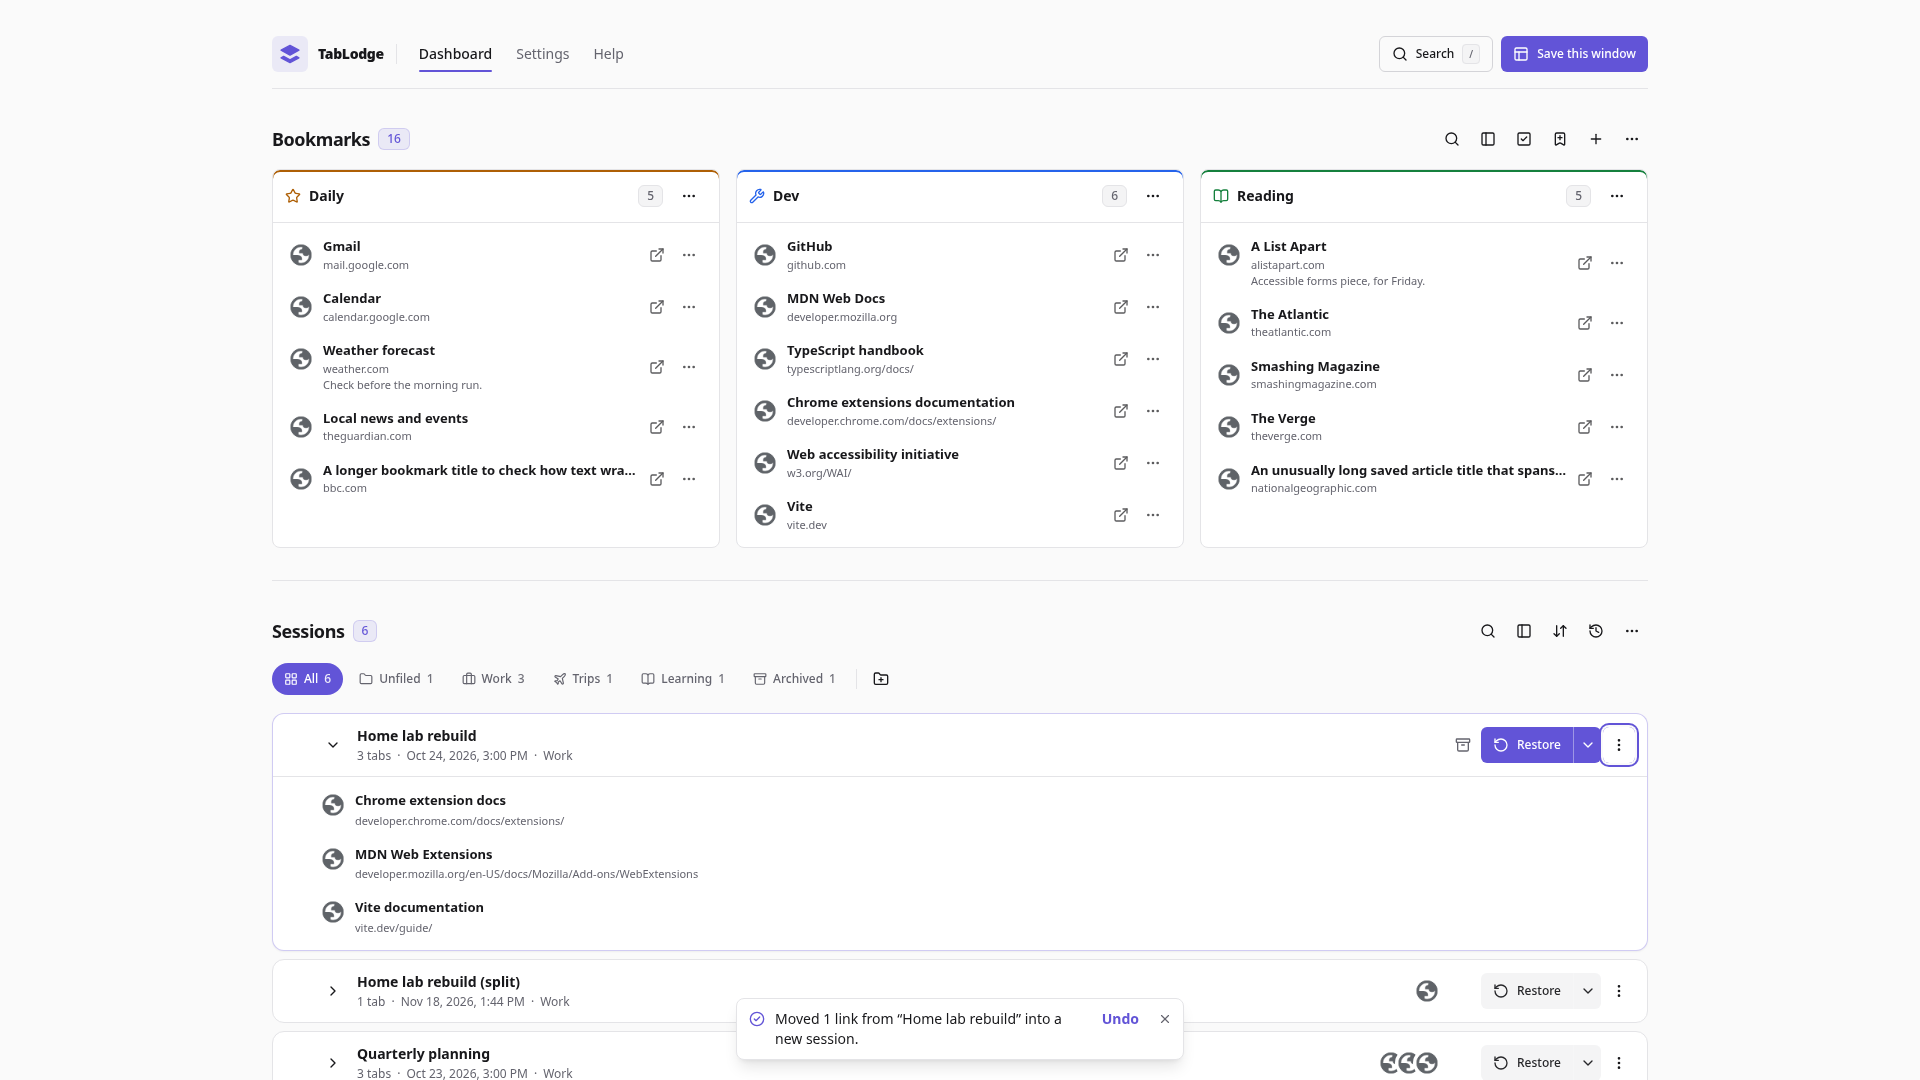 TabLodge
Dashboard
Settings
Help
Search /
Save this window
Bookmarks 16
Daily 5
Gmail
mail.google.com
Calendar
calendar.google.com
Weather forecast
weather.com
Check before the morning run.
Local news and events
theguardian.com
A longer bookmark title to check how text wra...
bbc.com
Dev 6
GitHub
github.com
MDN Web Docs
developer.mozilla.org
TypeScript handbook
typescriptlang.org/docs/
Chrome extensions documentation
developer.chrome.com/docs/extensions/
Web accessibility initiative
w3.org/WAI/
Vite
vite.dev
Reading 5
A List Apart
alistapart.com
Accessible forms piece, for Friday.
The Atlantic
theatlantic.com
Smashing Magazine
smashingmagazine.com
The Verge
theverge.com
An unusually long saved article title that spans...
nationalgeographic.com
Sessions 6
All 6
Unfiled 1
Work 3
Trips 1
Learning 1
Archived 1
Home lab rebuild
3 tabs · Oct 24, 2026, 3:00 PM · Work
Restore
Chrome extension docs
developer.chrome.com/docs/extensions/
MDN Web Extensions
developer.mozilla.org/en-US/docs/Mozilla/Add-ons/WebExtensions
Vite documentation
vite.dev/guide/
Home lab rebuild (split)
1 tab · Nov 18, 2026, 1:44 PM · Work
Restore
Quarterly planning
3 tabs · Oct 23, 2026, 3:00 PM · Work
Restore
Moved 1 link from “Home lab rebuild” into a
new session.
Undo